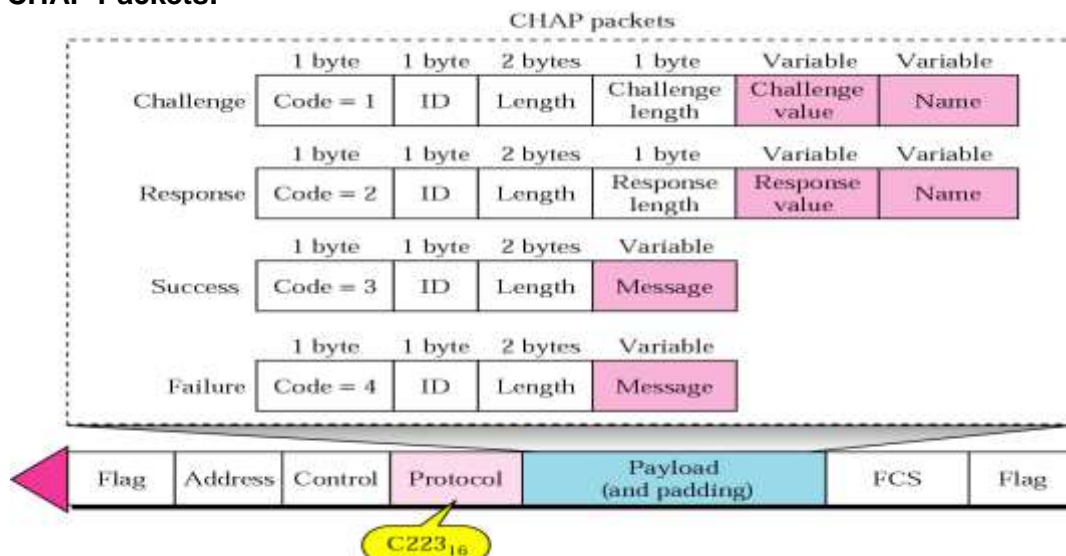 CHAP Packets:
CHAP packets
1 byte 1 byte 2 bytes 1 byte Variable Variable
Challenge Code = 1 ID Length Challenge length Challenge value Name
1 byte 1 byte 2 bytes 1 byte Variable Variable
Response Code = 2 ID Length Response length Response value Name
1 byte 1 byte 2 bytes Variable
Success Code = 3 ID Length Message
1 byte 1 byte 2 bytes Variable
Failure Code = 4 ID Length Message
Flag Address Control Protocol Payload (and padding) FCS Flag
C223₁₆